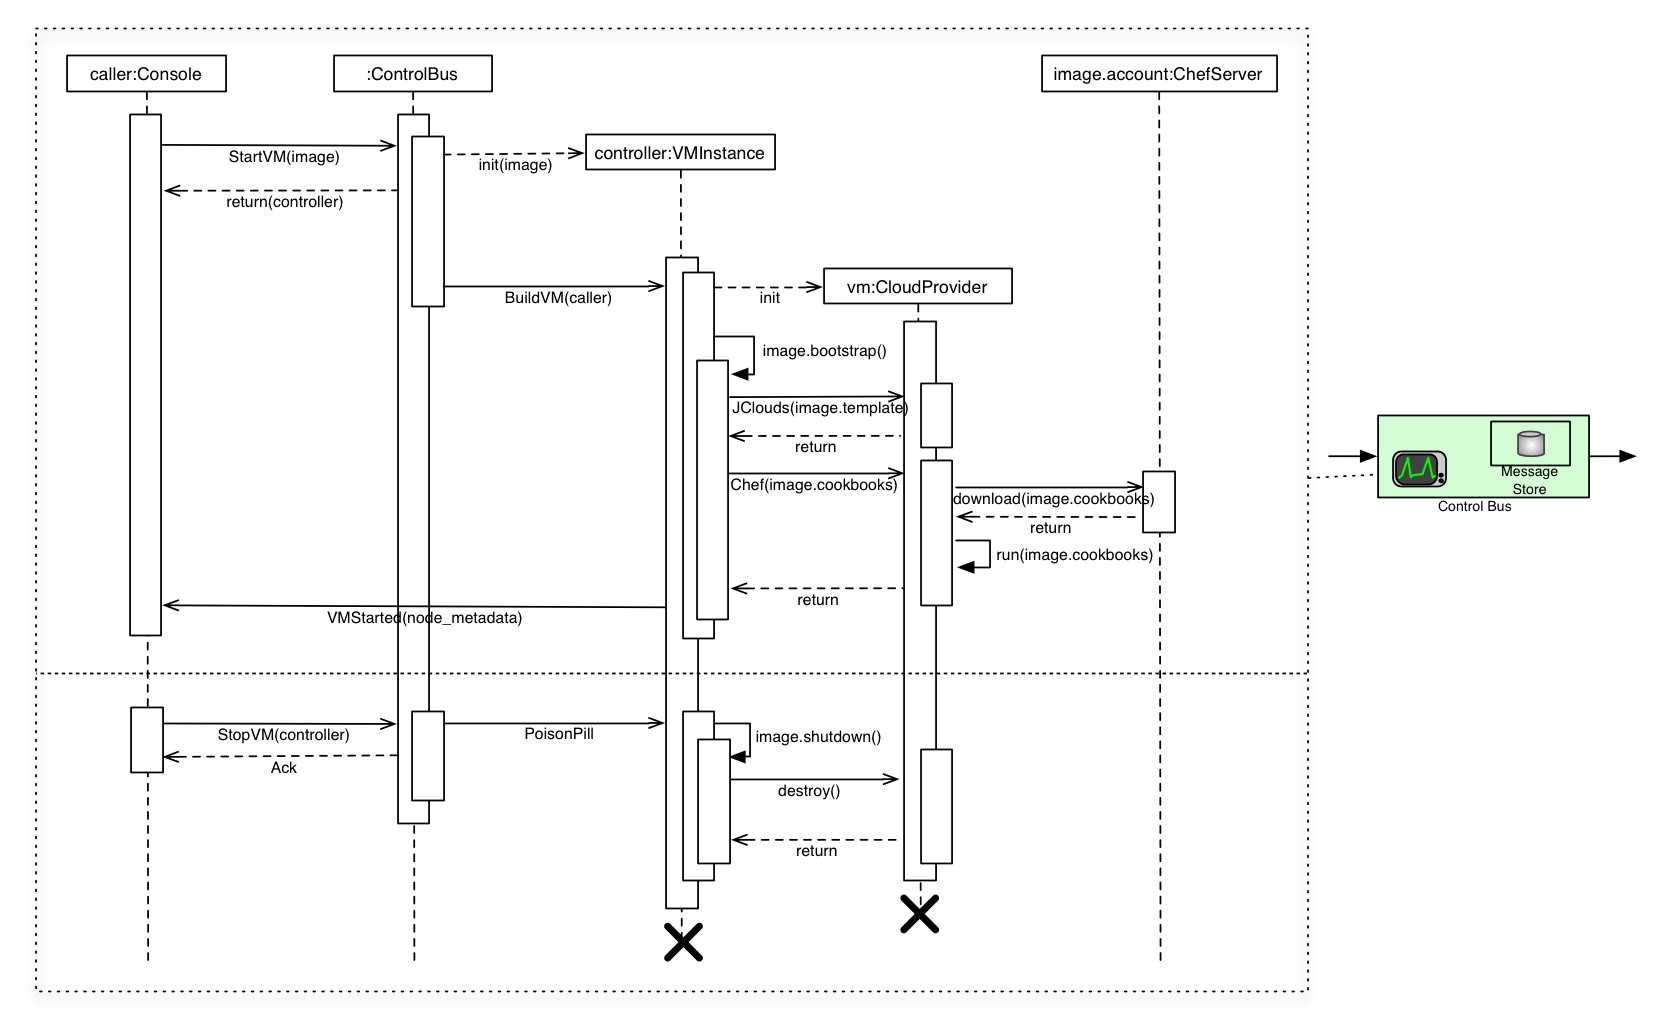 caller:Console
:ControlBus
image.account:ChefServer
controller:VMInstance
StartVM(image)
init(image)
return(controller)
vm:CloudProvider
BuildVM(caller)
init
image.bootstrap()
JClouds(image.template)
return
Chef(image.cookbooks)
download(image.cookbooks)
return
run(image.cookbooks)
return
VMStarted(node_metadata)
StopVM(controller)
PoisonPill
image.shutdown()
Ack
destroy()
return
Message
Store
Control Bus